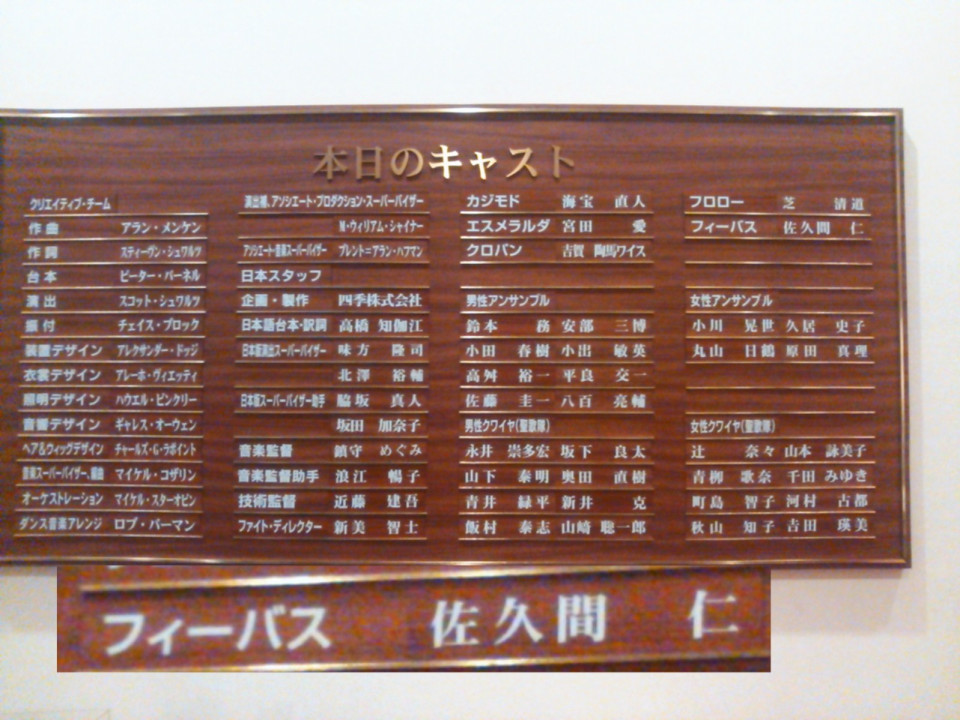 本日のキャスト
クリエイティブ・チーム
作曲 アラン・メンケン
作詞 スティーヴン・シュワルツ
台本 ピーター・パーネル
演出 スコット・シュワルツ
振付 チェイス・ブロック
装置デザイン アレクサンダー・ドッジ
衣裳デザイン アレーホ・ヴィエッティ
照明デザイン ハウエル・ビンクリー
音響デザイン ギャレス・オーウェン
ヘア&ウィッグデザイン チャールズ・G・ラポイント
音楽スーパーバイザー、編曲 マイケル・コザリン
オーケストレーション マイケル・スターオビン
ダンス音楽アレンジ ロブ・バーマン
演出補、アソシエート・プロダクション・スーパーバイザー
M・ウィリアム・シャイナー
アソシエート音楽スーパーバイザー ブレント=アラン・ハフマン
日本スタッフ
企画・製作 四季株式会社
日本語台本・訳詞 高橋 知伽江
日本版演出スーパーバイザー 味方 隆司
北澤 裕輔
日本版スーパーバイザー助手 脇坂 真人
坂田 加奈子
音楽監督 鎮守 めぐみ
音楽監督助手 浪江 暢子
技術監督 近藤 建吾
ファイト・ディレクター 新美 智士
カジモド 海宝 直人
エスメラルダ 宮田 愛
クロパン 吉賀 陶馬ワイス
男性アンサンブル
鈴本 務 安部 三博
小田 春樹 小出 敏英
高舛 裕一 平良 交一
佐藤 圭一 八百 亮輔
男性クワイヤ(聖歌隊)
永井 崇多宏 坂下 良太
山下 泰明 奥田 直樹
青井 緑平 新井 克
飯村 泰志 山﨑 聡一郎
フロロー 芝 清道
フィーバス 佐久間 仁
女性アンサンブル
小川 晃世 久居 史子
丸山 日鶴 原田 真理
女性クワイヤ(聖歌隊)
辻 奈々 山本 詠美子
青栁 歌奈 千田 みゆき
町島 智子 河村 古都
秋山 知子 吉田 瑛美
フィーバス 佐久間 仁